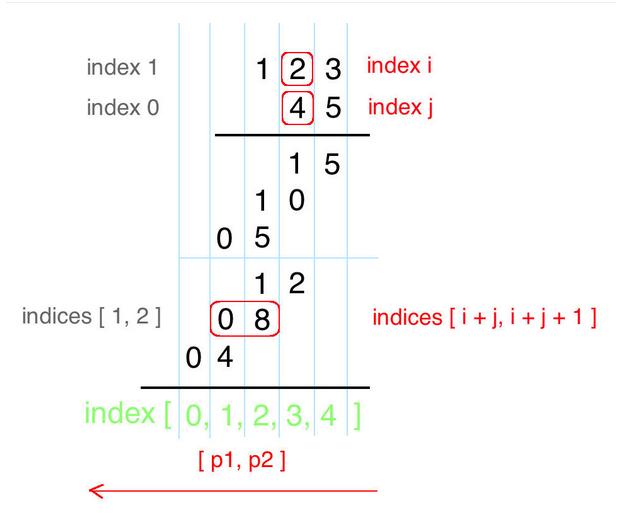 index 1 1 2 3 index i
index 0 4 5 index j
1 5
1 0
0 5
1 2
indices [ 1, 2 ] 0 8 indices [ i + j, i + j + 1 ]
0 4
index [ 0, 1, 2, 3, 4 ]
[ p1, p2 ]